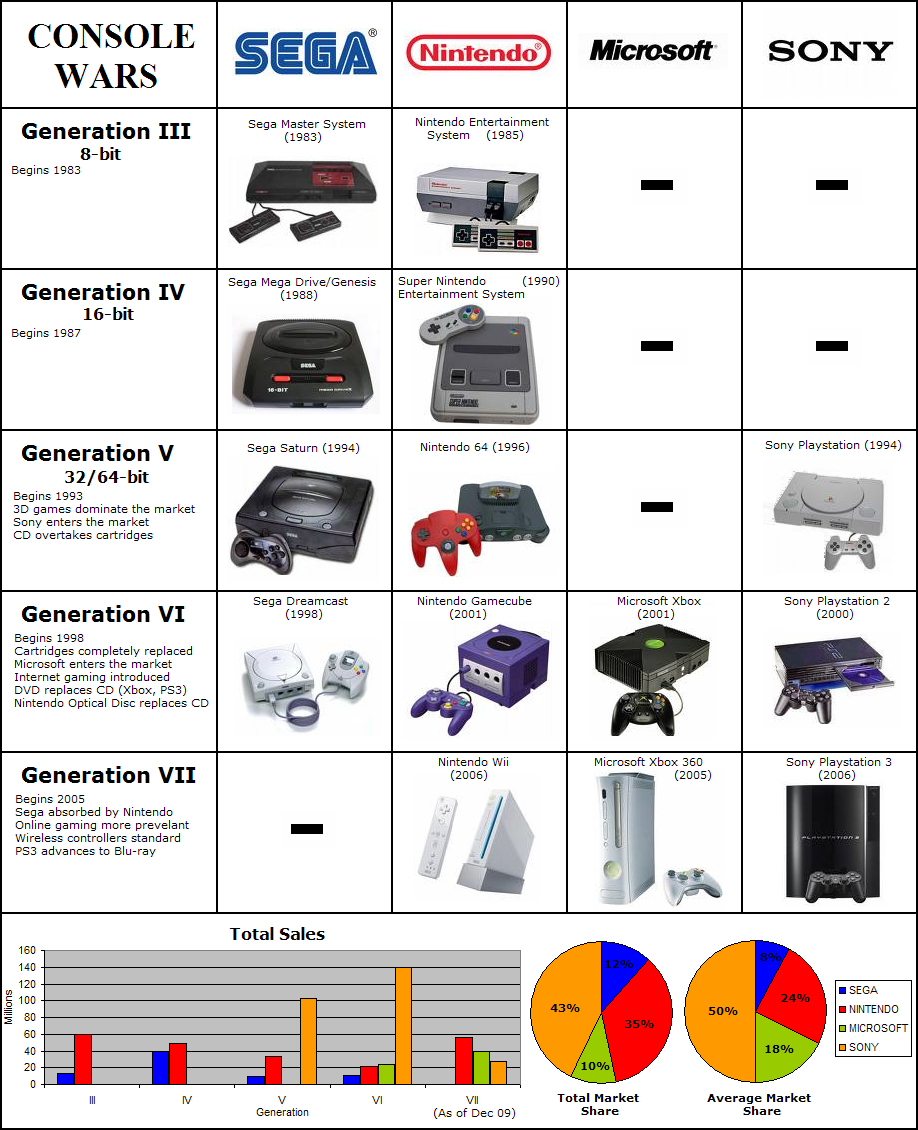 CONSOLE
WARS
SEGA®
Nintendo®
Microsoft®
SONY
Generation III
8-bit
Begins 1983
Sega Master System
(1983)
Nintendo Entertainment
System (1985)
Generation IV
16-bit
Begins 1987
Sega Mega Drive/Genesis
(1988)
SEGA
16-BIT
Super Nintendo (1990)
Entertainment System
Generation V
32/64-bit
Begins 1993
3D games dominate the market
Sony enters the market
CD overtakes cartridges
Sega Saturn (1994)
Nintendo 64 (1996)
Sony Playstation (1994)
Generation VI
Begins 1998
Cartridges completely replaced
Microsoft enters the market
Internet gaming introduced
DVD replaces CD (Xbox, PS3)
Nintendo Optical Disc replaces CD
Sega Dreamcast
(1998)
Nintendo Gamecube
(2001)
Microsoft Xbox
(2001)
Sony Playstation 2
(2000)
Generation VII
Begins 2005
Sega absorbed by Nintendo
Online gaming more prevelant
Wireless controllers standard
PS3 advances to Blu-ray
Nintendo Wii
(2006)
Microsoft Xbox 360
(2005)
Sony Playstation 3
(2006)
PLAYSTATION 3
Total Sales
Millions
160
140
120
100
80
60
40
20
0
III
IV
V
VI
VII
Generation
(As of Dec 09)
12%
35%
10%
43%
Total Market
Share
8%
24%
18%
50%
Average Market
Share
SEGA
NINTENDO
MICROSOFT
SONY